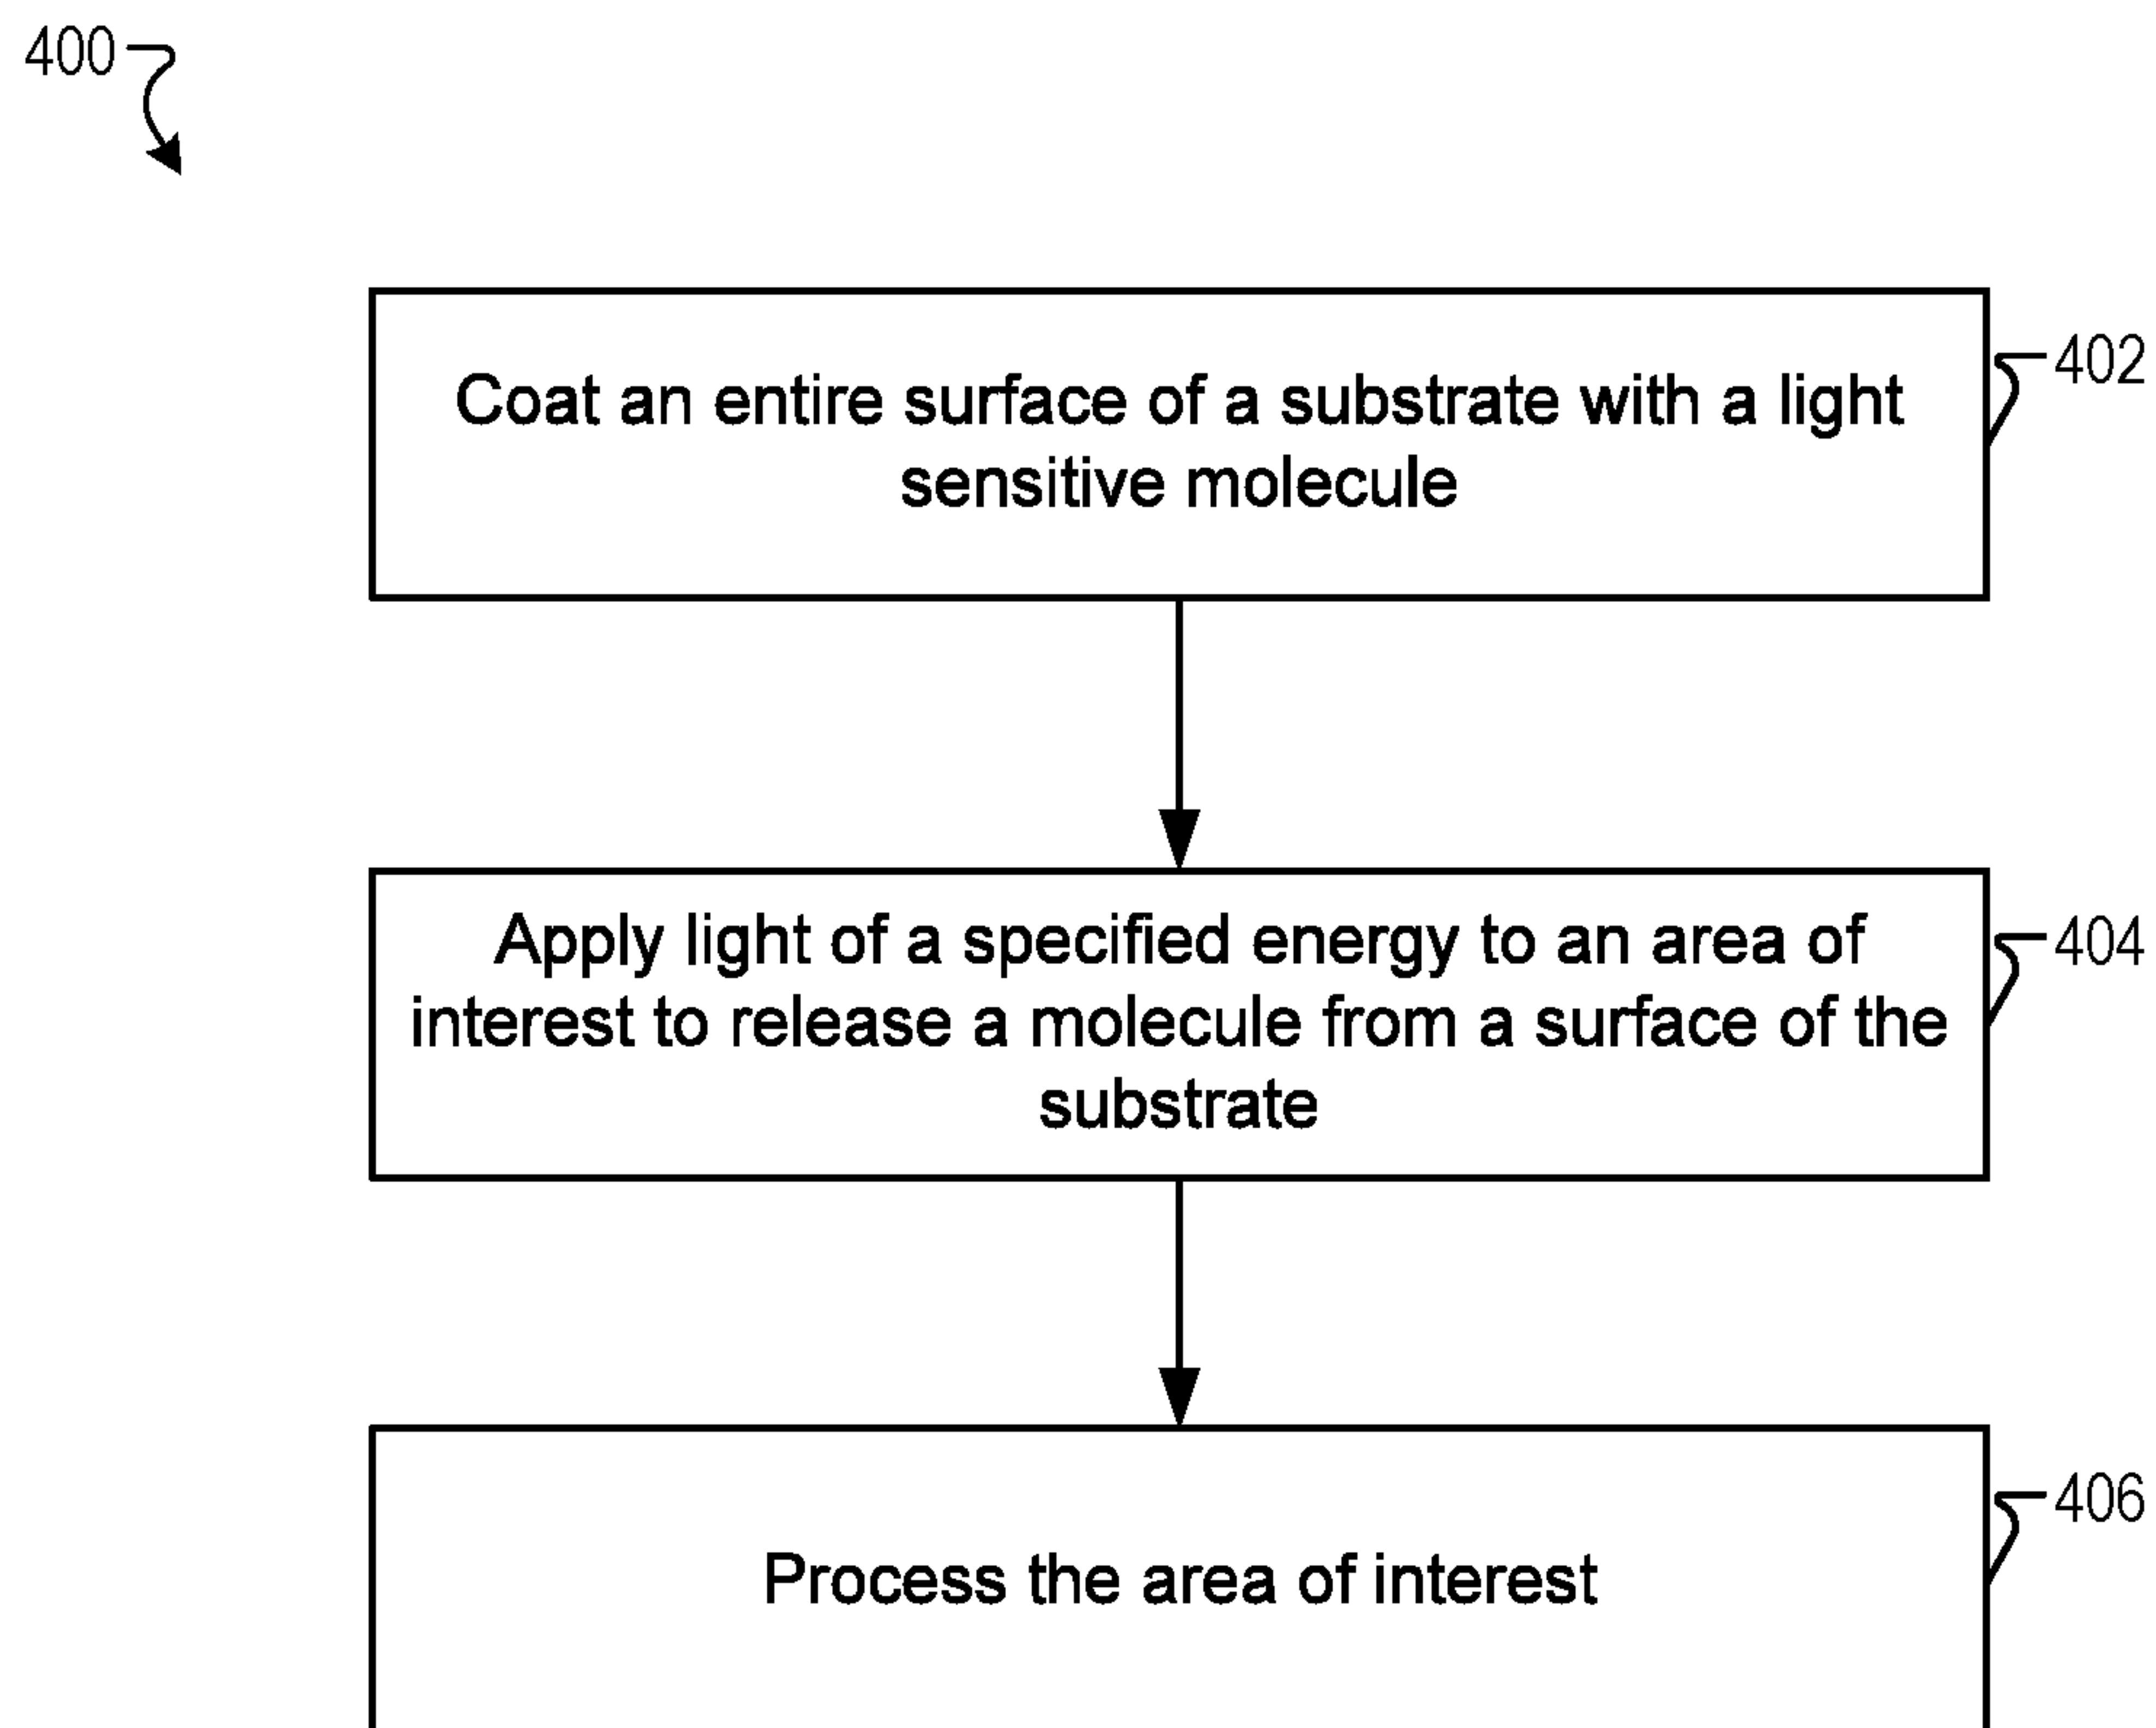 400
402
Coat an entire surface of a substrate with a light
sensitive molecule
404
Apply light of a specified energy to an area of
interest to release a molecule from a surface of the
substrate
406
Process the area of interest